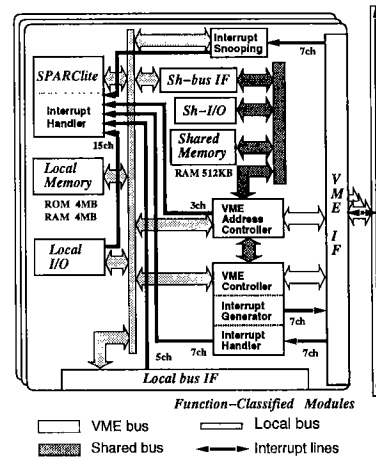 Interrupt
Snooping
7ch
SPARClite
Sh-bus IF
Interrupt
Handler
Sh-I/O
15ch
Shared
Memory
RAM 512KB
Local
Memory
ROM 4MB
RAM 4MB
3ch
VME
Address
Controller
VME IF
Local
I/O
VME
Controller
Interrupt
Generator
7ch
Interrupt
Handler
5ch
7ch
7ch
Local bus IF
Function-Classified Modules
VME bus
Local bus
Shared bus
Interrupt lines